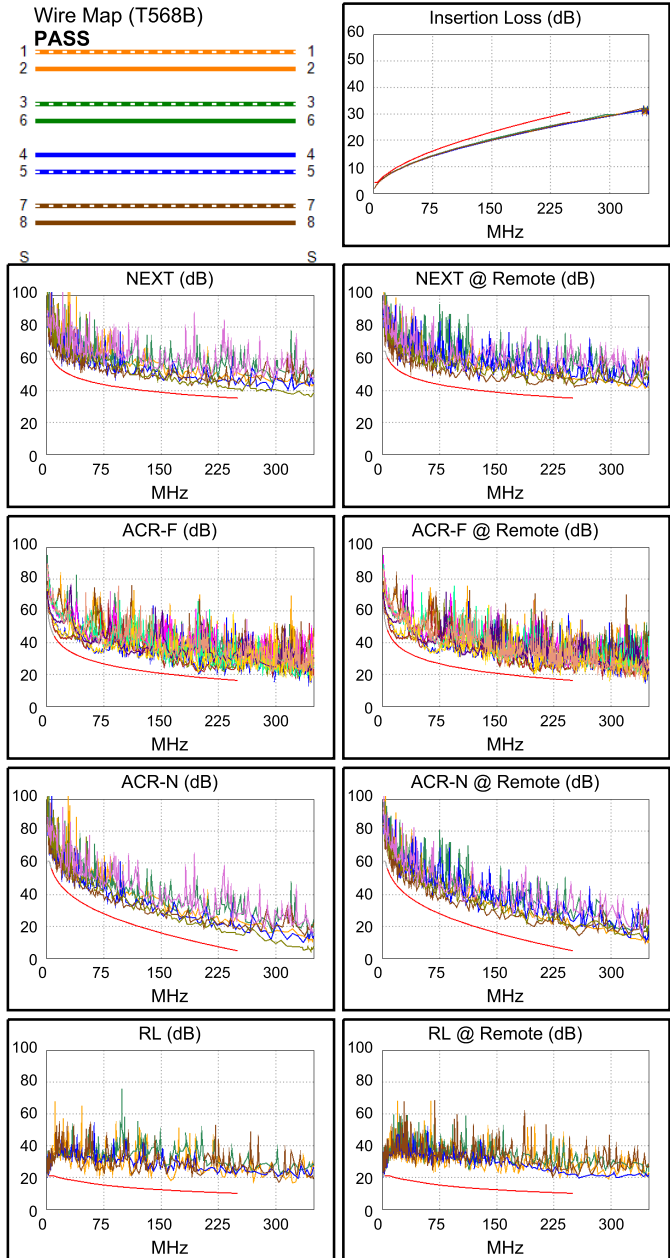 Wire Map (T568B)
PASS
1 1
2 2
3 3
6 6
4 4
5 5
7 7
8 8
S S
Insertion Loss (dB)
60
50
40
30
20
10
0
0 75 150 225 300
MHz
NEXT (dB)
100
80
60
40
20
0
0 75 150 225 300
MHz
NEXT @ Remote (dB)
100
80
60
40
20
0
0 75 150 225 300
MHz
ACR-F (dB)
100
80
60
40
20
0
0 75 150 225 300
MHz
ACR-F @ Remote (dB)
100
80
60
40
20
0
0 75 150 225 300
MHz
ACR-N (dB)
100
80
60
40
20
0
0 75 150 225 300
MHz
ACR-N @ Remote (dB)
100
80
60
40
20
0
0 75 150 225 300
MHz
RL (dB)
100
80
60
40
20
0
0 75 150 225 300
MHz
RL @ Remote (dB)
100
80
60
40
20
0
0 75 150 225 300
MHz